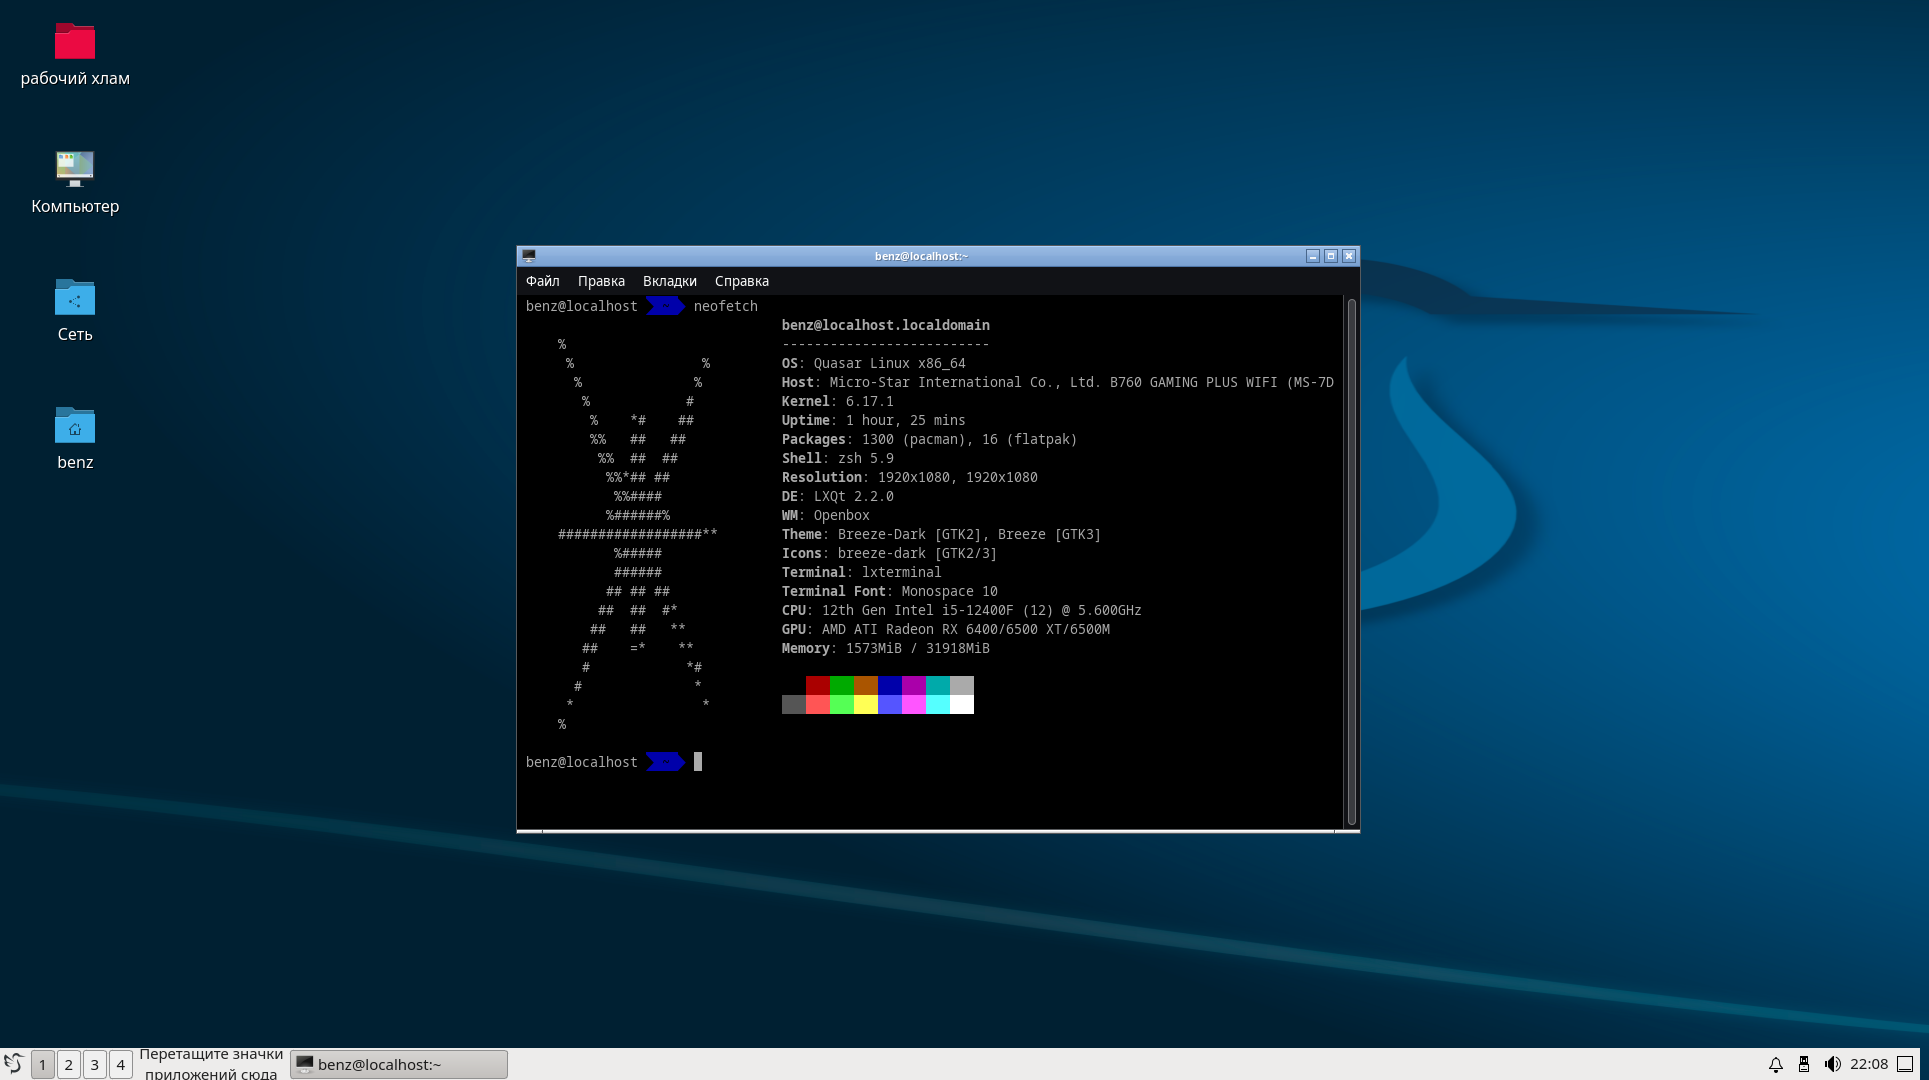 рабочий хлам
Компьютер
Сеть
benz
benz@localhost:~
Файл Правка Вкладки Справка
benz@localhost ~ neofetch
benz@localhost.localdomain
--------------------------
OS: Quasar Linux x86_64
Host: Micro-Star International Co., Ltd. B760 GAMING PLUS WIFI (MS-7D
Kernel: 6.17.1
Uptime: 1 hour, 25 mins
Packages: 1300 (pacman), 16 (flatpak)
Shell: zsh 5.9
Resolution: 1920x1080, 1920x1080
DE: LXQt 2.2.0
WM: Openbox
Theme: Breeze-Dark [GTK2], Breeze [GTK3]
Icons: breeze-dark [GTK2/3]
Terminal: lxterminal
Terminal Font: Monospace 10
CPU: 12th Gen Intel i5-12400F (12) @ 5.600GHz
GPU: AMD ATI Radeon RX 6400/6500 XT/6500M
Memory: 1573MiB / 31918MiB
benz@localhost ~
1 2 3 4
Перетащите значки
приложений сюда
benz@localhost:~
22:08